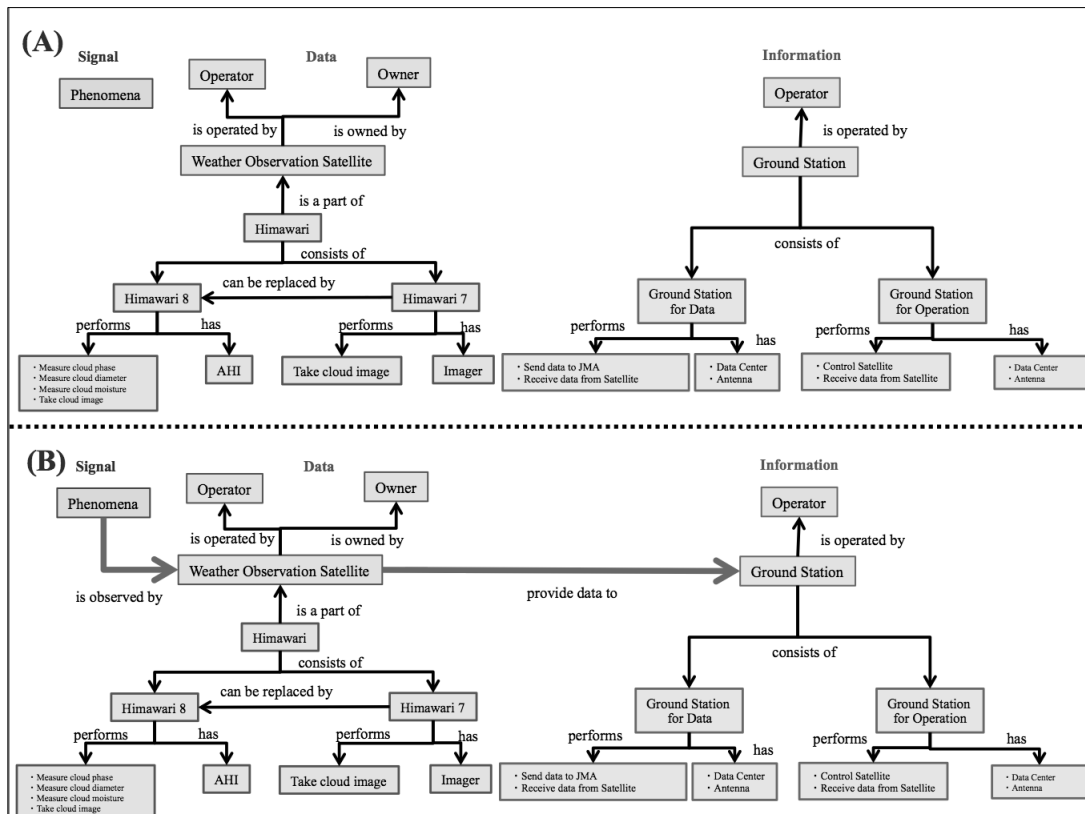 (A)
Signal
Data
Information
Phenomena
Operator
Owner
Operator
is operated by
is owned by
is operated by
Weather Observation Satellite
Ground Station
is a part of
Himawari
consists of
consists of
Himawari 8
can be replaced by
Himawari 7
Ground Station
for Data
Ground Station
for Operation
performs
has
performs
has
performs
has
performs
has
・Measure cloud phase
・Measure cloud diameter
・Measure cloud moisture
・Take cloud image
AHI
Take cloud image
Imager
・Send data to JMA
・Receive data from Satellite
・Data Center
・Antenna
・Control Satellite
・Receive data from Satellite
・Data Center
・Antenna
(B)
Signal
Data
Information
Phenomena
Operator
Owner
Operator
is operated by
is owned by
is operated by
Weather Observation Satellite
Ground Station
is observed by
provide data to
is a part of
Himawari
consists of
consists of
Himawari 8
can be replaced by
Himawari 7
Ground Station
for Data
Ground Station
for Operation
performs
has
performs
has
performs
has
performs
has
・Measure cloud phase
・Measure cloud diameter
・Measure cloud moisture
・Take cloud image
AHI
Take cloud image
Imager
・Send data to JMA
・Receive data from Satellite
・Data Center
・Antenna
・Control Satellite
・Receive data from Satellite
・Data Center
・Antenna